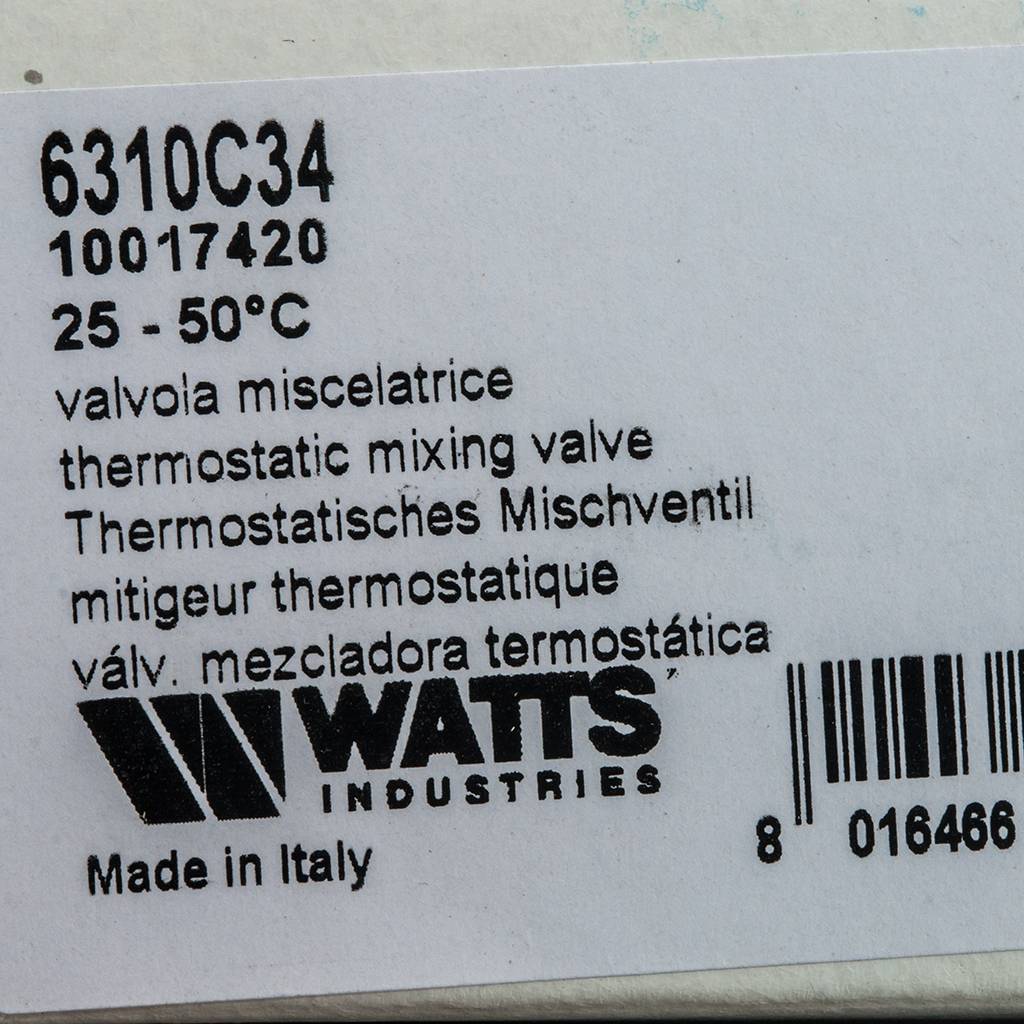 6310C34
10017420
25 - 50°C
valvola miscelatrice
thermostatic mixing valve
Thermostatisches Mischventil
mitigeur thermostatique
válv. mezcladora termostática
WATTS
INDUSTRIES
Made in Italy
8 016466